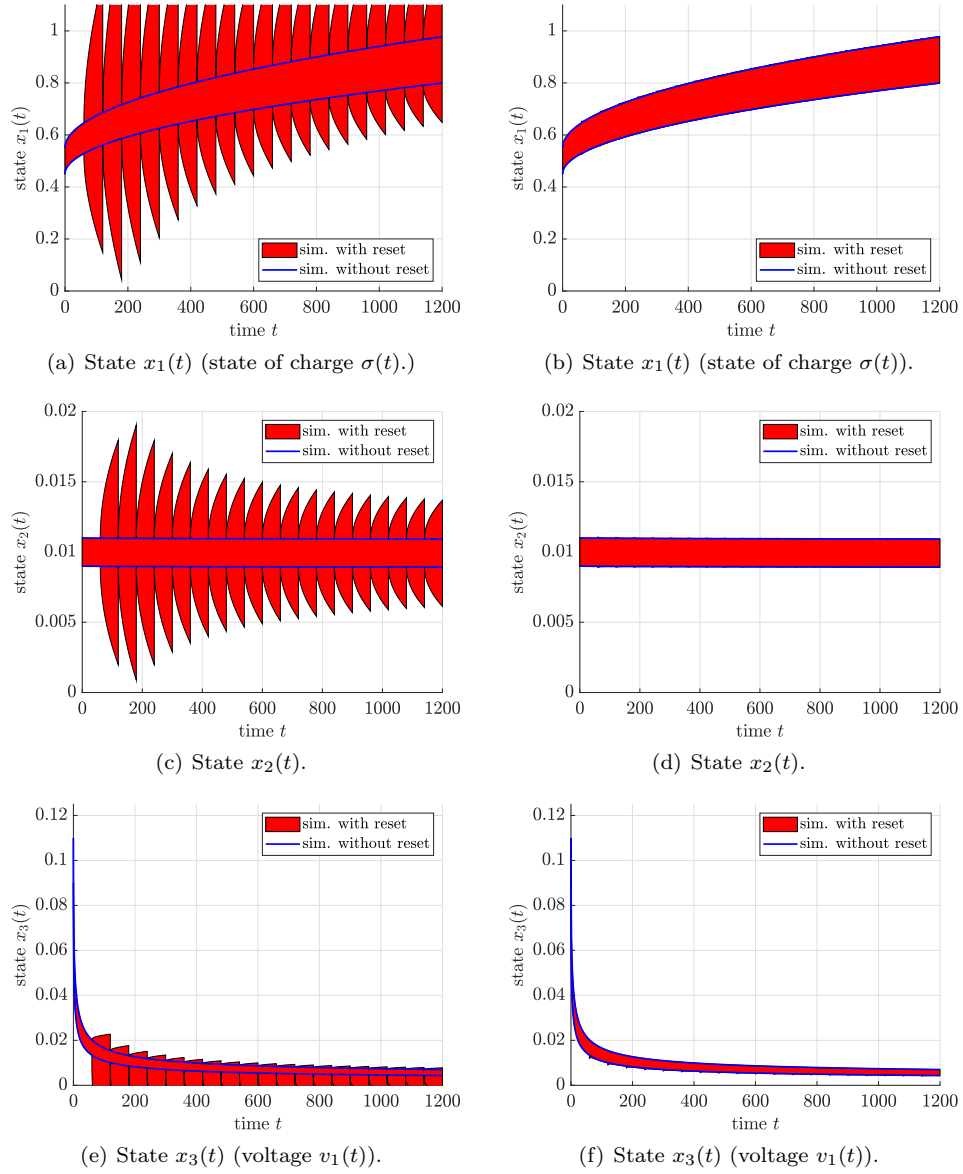 1
0.8
0.6
0.4
0.2
0
0 200 400 600 800 1000 1200
state x₁(t)
time t
sim. with reset
sim. without reset
(a) State x₁(t) (state of charge σ(t).)
1
0.8
0.6
0.4
0.2
0
0 200 400 600 800 1000 1200
state x₁(t)
time t
sim. with reset
sim. without reset
(b) State x₁(t) (state of charge σ(t)).
0.02
0.015
0.01
0.005
0
0 200 400 600 800 1000 1200
state x₂(t)
time t
sim. with reset
sim. without reset
(c) State x₂(t).
0.02
0.015
0.01
0.005
0
0 200 400 600 800 1000 1200
state x₂(t)
time t
sim. with reset
sim. without reset
(d) State x₂(t).
0.12
0.1
0.08
0.06
0.04
0.02
0
0 200 400 600 800 1000 1200
state x₃(t)
time t
sim. with reset
sim. without reset
(e) State x₃(t) (voltage v₁(t)).
0.12
0.1
0.08
0.06
0.04
0.02
0
0 200 400 600 800 1000 1200
state x₃(t)
time t
sim. with reset
sim. without reset
(f) State x₃(t) (voltage v₁(t)).